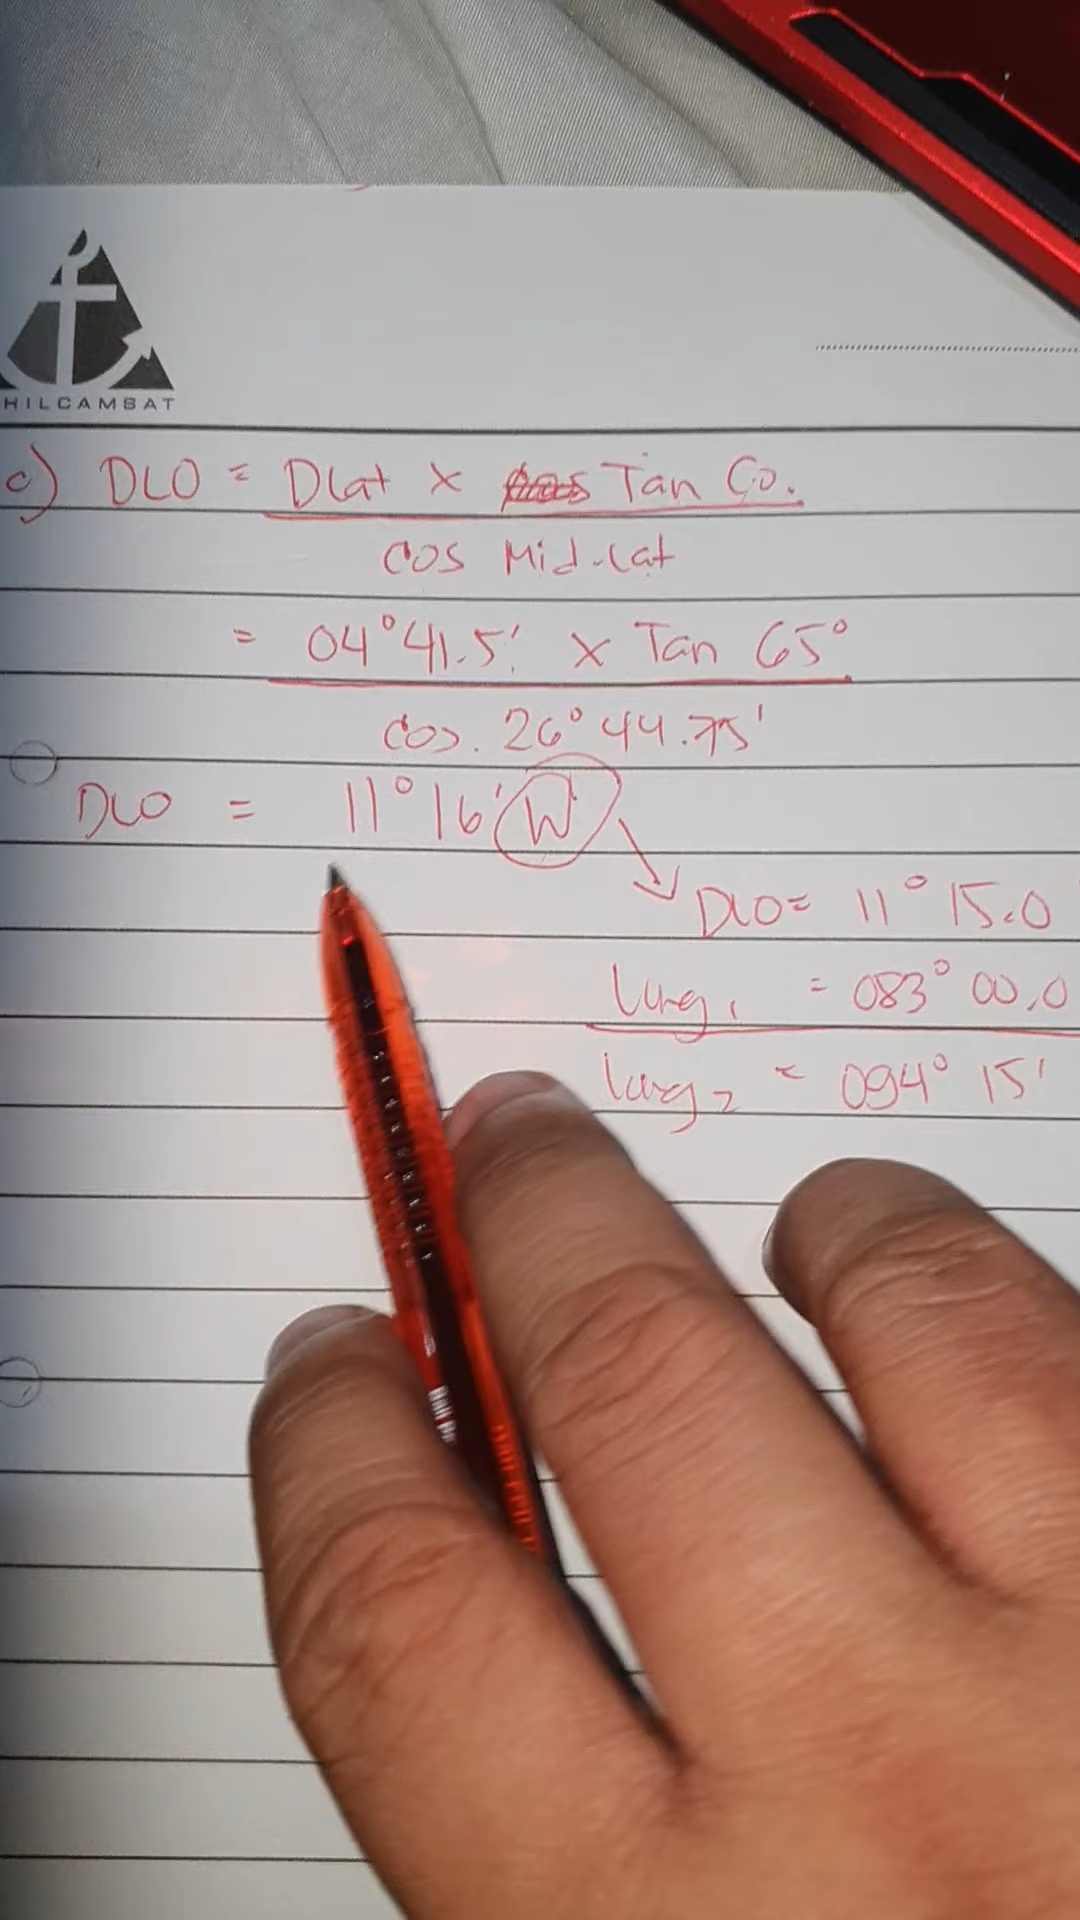 HILCAMSAT
c) DLO = DLat x Tan Co.
cos Mid-Lat
= 04°41.5' x Tan 65°
cos. 26° 44.75'
DLO = 11° 16' W
DLO = 11° 15.0
Long1 = 083° 00.0
Long2 = 094° 15'